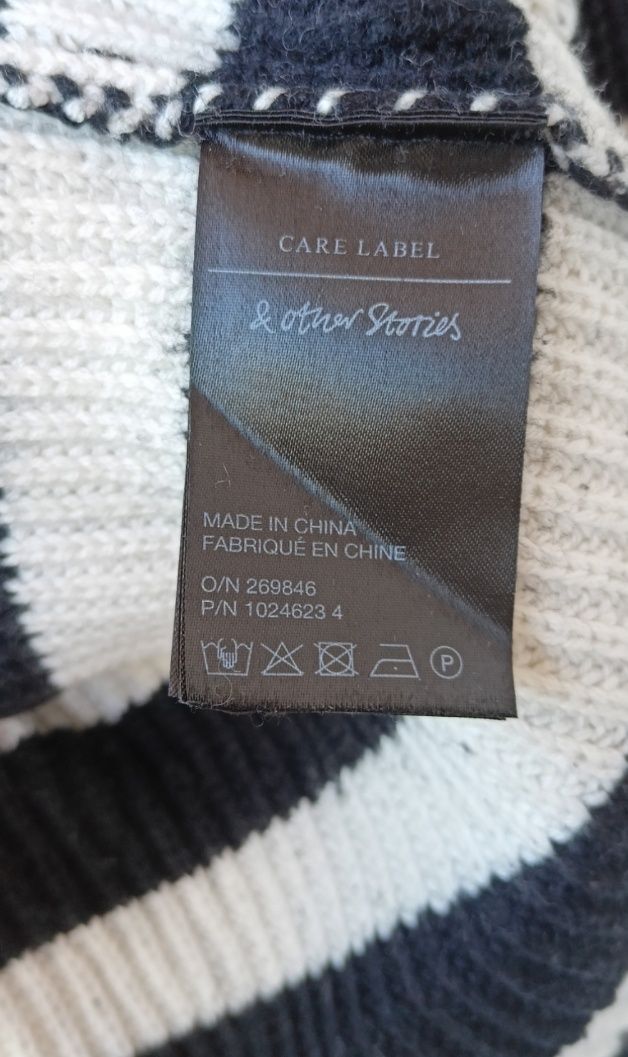 CARE LABEL
& other Stories
MADE IN CHINA
FABRIQUÉ EN CHINE
O/N 269846
P/N 1024623 4
P